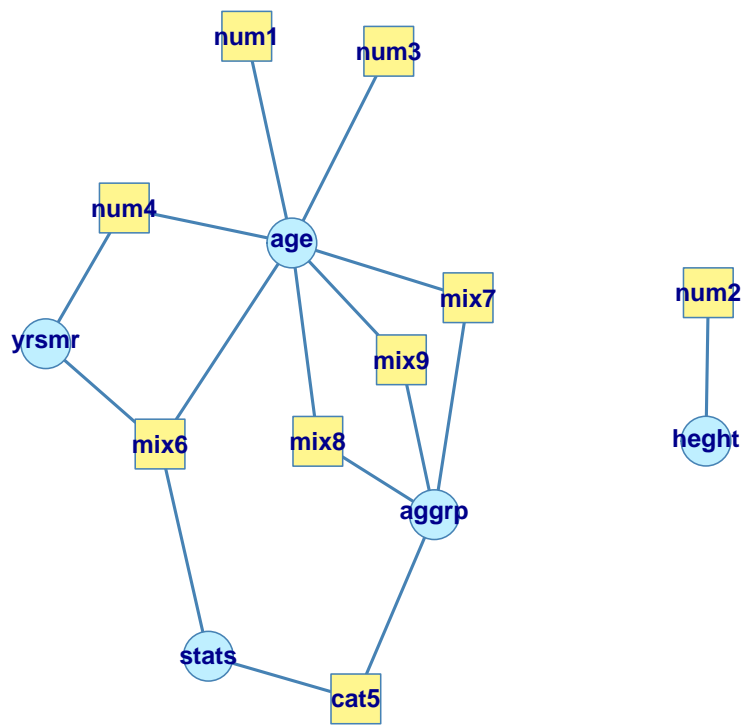 num1
num3
num4
age
mix7
num2
yrsmr
mix9
mix6
mix8
heght
aggrp
stats
cat5